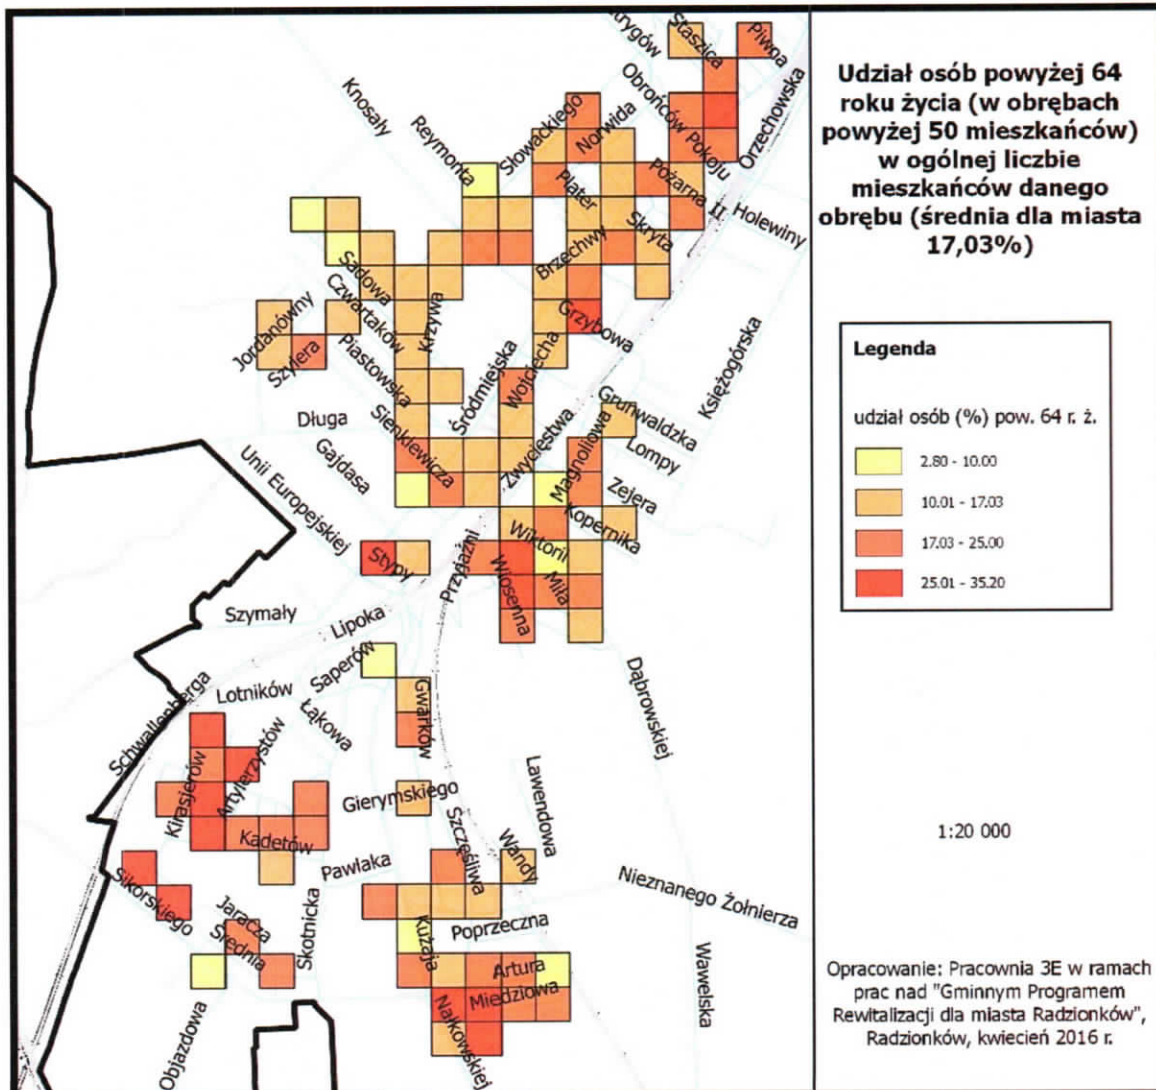 Udział osób powyżej 64
roku życia (w obrębach
powyżej 50 mieszkańców)
w ogólnej liczbie
mieszkańców danego
obrębu (średnia dla miasta
17,03%)
Legenda
udział osób (%) pow. 64 r. ż.
2.80 - 10.00
10.01 - 17.03
17.03 - 25.00
25.01 - 35.20
1:20 000
Opracowanie: Pracownia 3E w ramach
prac nad "Gminnym Programem
Rewitalizacji dla miasta Radzionków",
Radzionków, kwiecień 2016 r.
Staszica
Piwna
Obrońców Pokoju
Orzechowska
Knosały
Reymonta
Słowackiego
Norwida
Plater
Pożarna II
Holewiny
Skryta
Brzechwy
Sadowa
Czwartaków
Krzywa
Grzybowa
Jordanówny
Szylera
Piastowska
Śródmiejska
Wojciecha
Księżogórska
Długa
Sienkiewicza
Gajdasa
Grunwaldzka
Magnoliowa
Lompy
Zwycięstwa
Zejera
Unii Europejskiej
Kopernika
Wiktorii
Stypy
Przyjaźni
Wiosenna
Miła
Szymały
Lipoka
Saperów
Lotników
Łąkowa
Gwarków
Dąbrowskiej
Schwallenberga
Kirasjerów
Artylerzystów
Gierymskiego
Lawendowa
Kadetów
Szczęśliwa
Wandy
Pawlaka
Nieznanego Żołnierza
Sikorskiego
Jaracza
Średnia
Skotnicka
Kużaja
Poprzeczna
Artura
Miedziowa
Wawelska
Nałkowskiej
Objazdowa